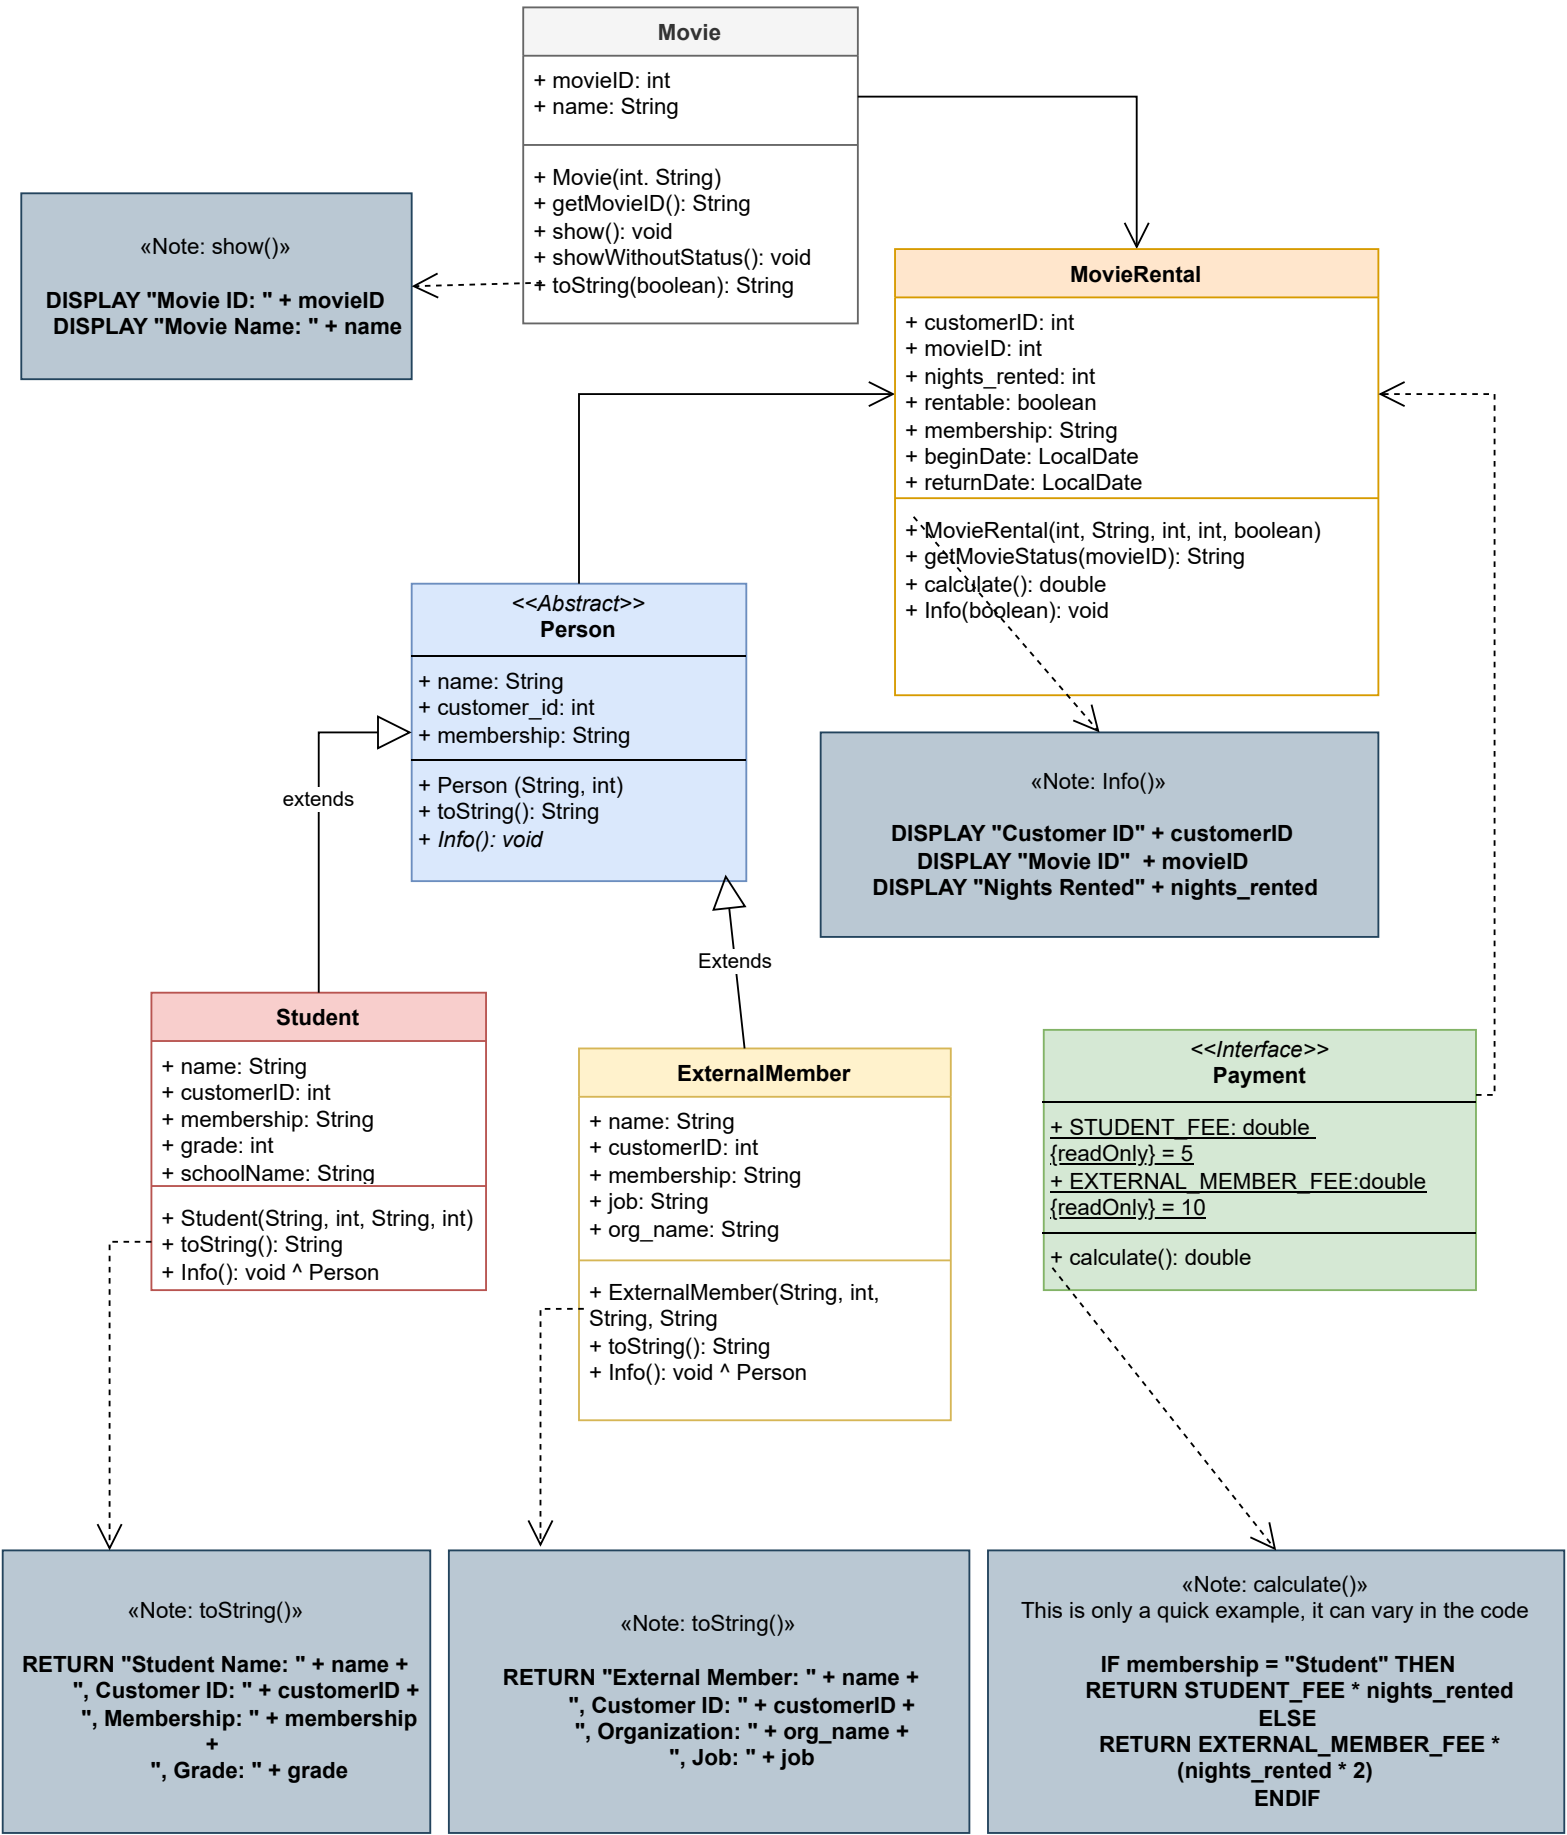 Movie
+ movieID: int
+ name: String
+ Movie(int. String)
+ getMovieID(): String
+ show(): void
+ showWithoutStatus(): void
+ toString(boolean): String
«Note: show()»
DISPLAY "Movie ID: " + movieID
DISPLAY "Movie Name: " + name
MovieRental
+ customerID: int
+ movieID: int
+ nights_rented: int
+ rentable: boolean
+ membership: String
+ beginDate: LocalDate
+ returnDate: LocalDate
+ MovieRental(int, String, int, int, boolean)
+ getMovieStatus(movieID): String
+ calculate(): double
+ Info(boolean): void
<<Abstract>>
Person
+ name: String
+ customer_id: int
+ membership: String
+ Person (String, int)
+ toString(): String
+ Info(): void
extends
«Note: Info()»
DISPLAY "Customer ID" + customerID
DISPLAY "Movie ID"  + movieID
DISPLAY "Nights Rented" + nights_rented
Extends
Student
+ name: String
+ customerID: int
+ membership: String
+ grade: int
+ schoolName: String
+ Student(String, int, String, int)
+ toString(): String
+ Info(): void ^ Person
ExternalMember
+ name: String
+ customerID: int
+ membership: String
+ job: String
+ org_name: String
+ ExternalMember(String, int,
String, String
+ toString(): String
+ Info(): void ^ Person
<<Interface>>
Payment
+ STUDENT_FEE: double
{readOnly} = 5
+ EXTERNAL_MEMBER_FEE:double
{readOnly} = 10
+ calculate(): double
«Note: toString()»
RETURN "Student Name: " + name +
", Customer ID: " + customerID +
", Membership: " + membership
+
", Grade: " + grade
«Note: toString()»
RETURN "External Member: " + name +
", Customer ID: " + customerID +
", Organization: " + org_name +
", Job: " + job
«Note: calculate()»
This is only a quick example, it can vary in the code
IF membership = "Student" THEN
RETURN STUDENT_FEE * nights_rented
ELSE
RETURN EXTERNAL_MEMBER_FEE *
(nights_rented * 2)
ENDIF